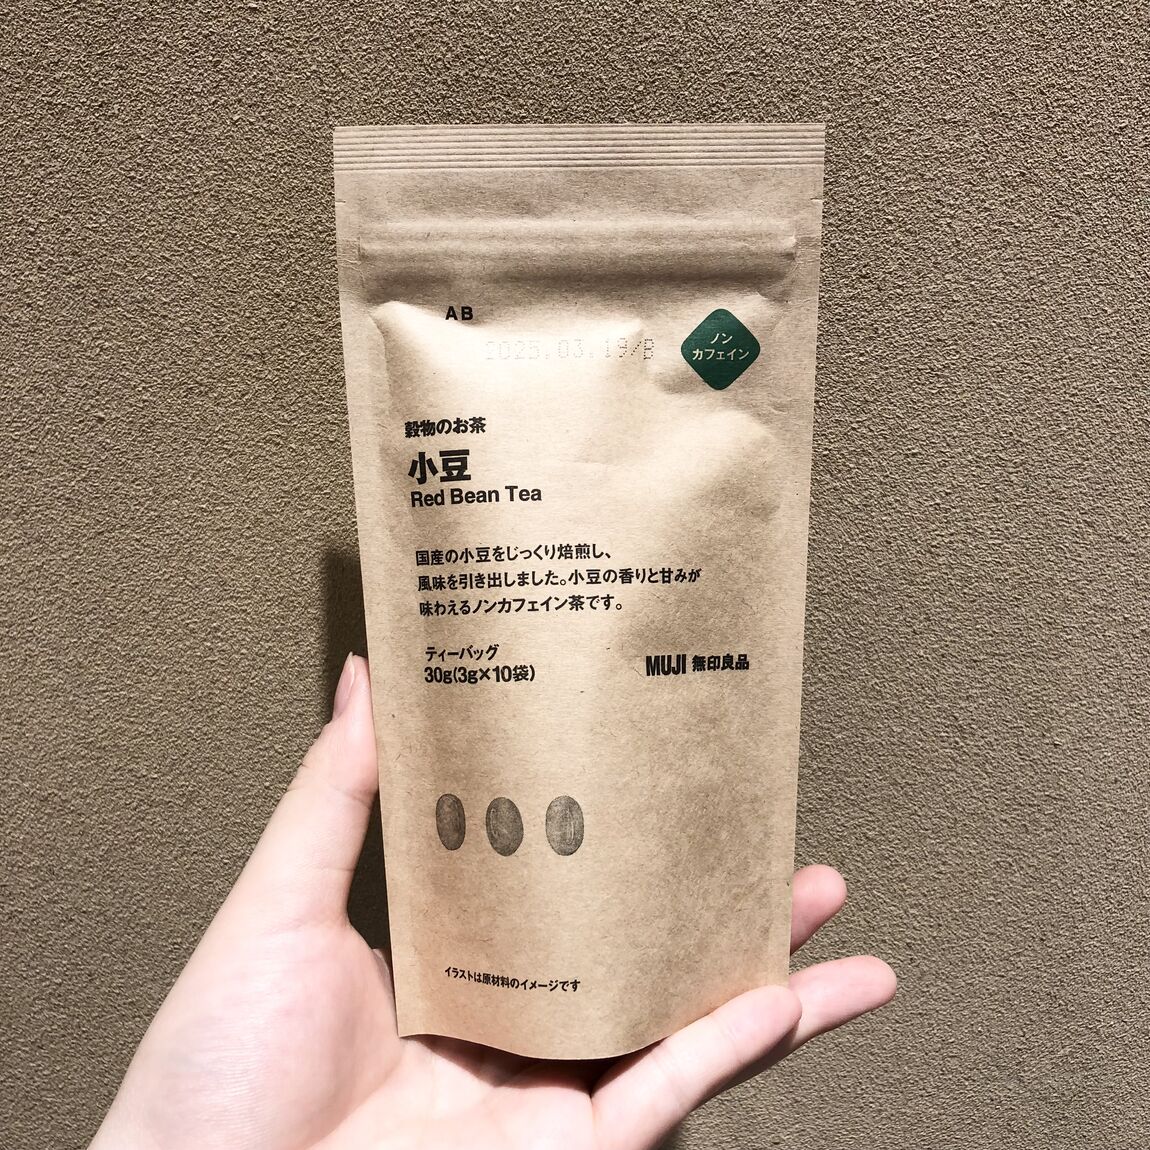 AB
2025.03.19/B
ノン
カフェイン
穀物のお茶
小豆
Red Bean Tea
国産の小豆をじっくり焙煎し、
風味を引き出しました。小豆の香りと甘みが
味わえるノンカフェイン茶です。
ティーバッグ
30g(3g×10袋)
MUJI 無印良品
イラストは原材料のイメージです